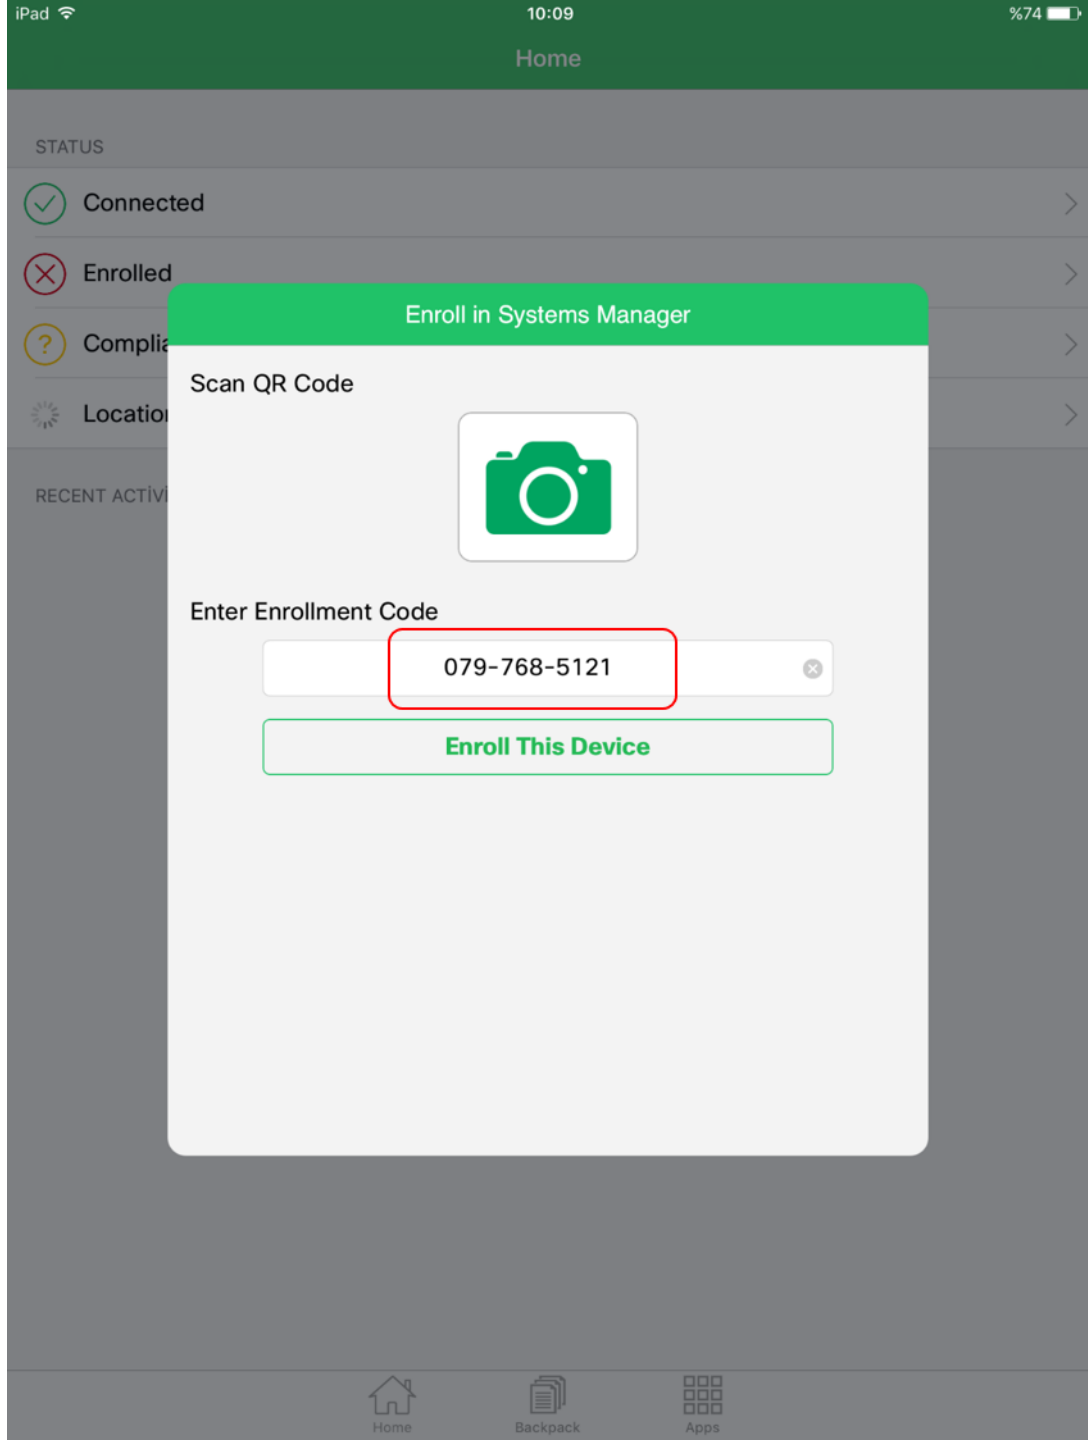 iPad 10:09 %74
Home
STATUS
Connected
Enrolled
Enroll in Systems Manager
Complia
Scan QR Code
Locatio
RECENT ACTİVİ
Enter Enrollment Code
079-768-5121
Enroll This Device
Home Backpack Apps